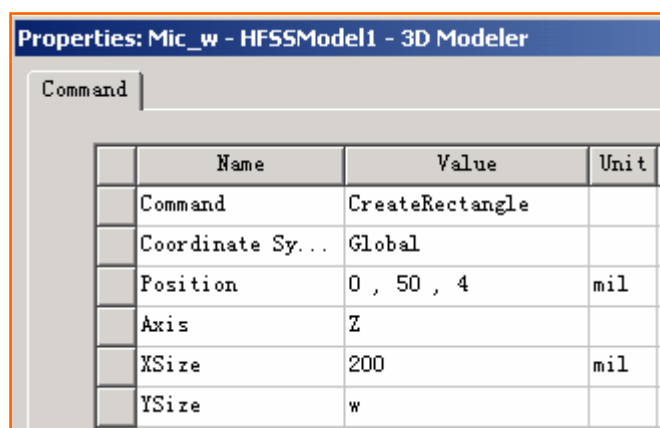 Properties: Mic_w - HFSSModel1 - 3D Modeler
Command
Name Value Unit
Command CreateRectangle
Coordinate Sy... Global
Position 0 , 50 , 4 mil
Axis Z
XSize 200 mil
YSize w